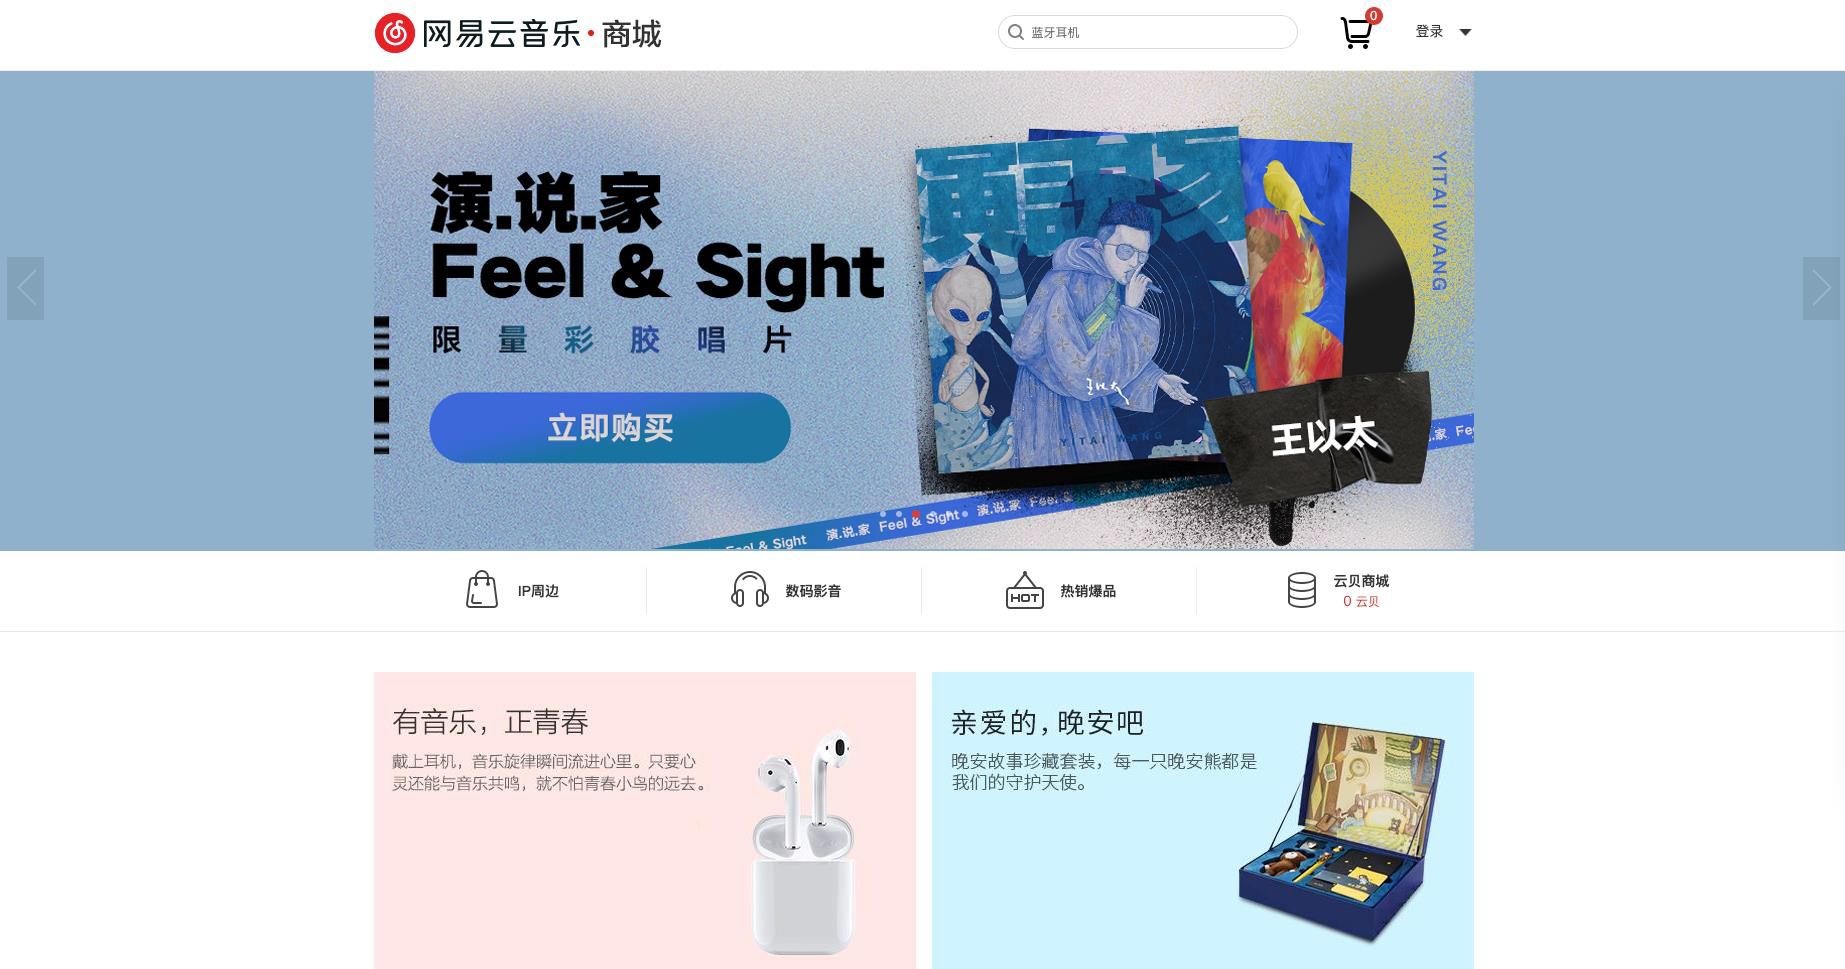 网易云音乐·商城
蓝牙耳机
0
登录
演.说.家
Feel & Sight
限量彩胶唱片
立即购买
YITAI WANG
王以太
YITAI WANG
王以太
演.说.家 Feel & Sight 演.说.家 Feel &
IP周边
数码影音
HOT
热销爆品
云贝商城
0 云贝
有音乐，正青春
戴上耳机，音乐旋律瞬间流进心里。只要心
灵还能与音乐共鸣，就不怕青春小鸟的远去。
亲爱的，晚安吧
晚安故事珍藏套装，每一只晚安熊都是
我们的守护天使。